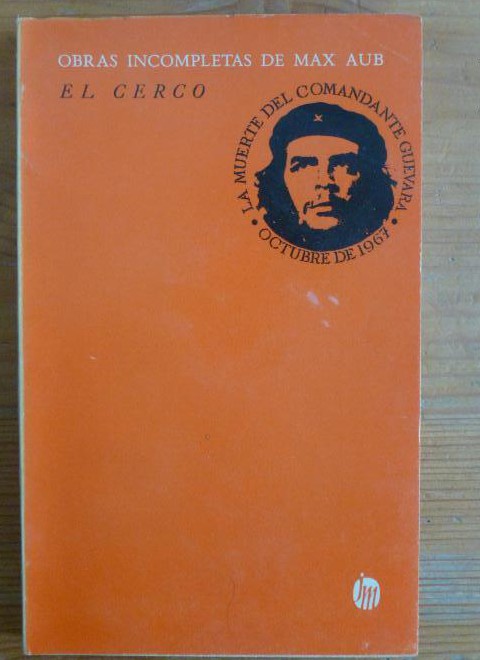 OBRAS INCOMPLETAS DE MAX AUB
EL CERCO
• LA MUERTE DEL COMANDANTE GUEVARA •
OCTUBRE DE 1967
jm